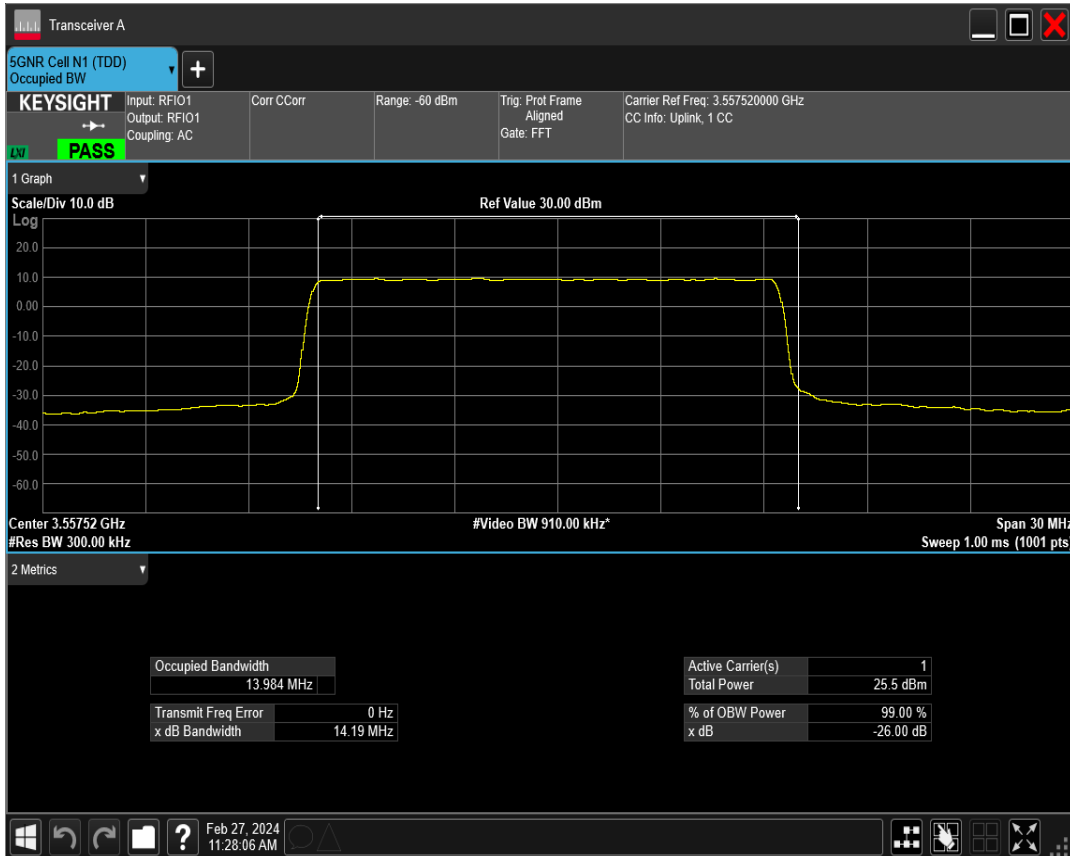 Transceiver A
5GNR Cell N1 (TDD)
Occupied BW
+
KEYSIGHT
LXI
PASS
Input: RFIO1
Output: RFIO1
Coupling: AC
Corr CCorr
Range: -60 dBm
Trig: Prot Frame
Aligned
Gate: FFT
Carrier Ref Freq: 3.557520000 GHz
CC Info: Uplink, 1 CC
1 Graph
Scale/Div 10.0 dB
Ref Value 30.00 dBm
Log
20.0
10.0
0.00
-10.0
-20.0
-30.0
-40.0
-50.0
-60.0
Center 3.55752 GHz
#Video BW 910.00 kHz*
Span 30 MHz
#Res BW 300.00 kHz
Sweep 1.00 ms (1001 pts)
2 Metrics
Occupied Bandwidth
13.984 MHz
Transmit Freq Error 0 Hz
x dB Bandwidth 14.19 MHz
Active Carrier(s) 1
Total Power 25.5 dBm
% of OBW Power 99.00 %
x dB -26.00 dB
?
Feb 27, 2024
11:28:06 AM